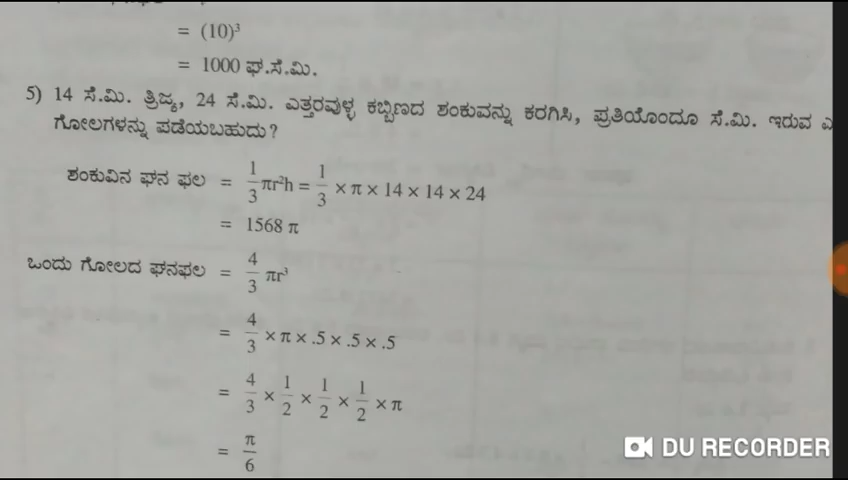 = (10)³
= 1000 ಘ.ಸೆ.ಮಿ.
5) 14 ಸೆ.ಮಿ. ತ್ರಿಜ್ಯ, 24 ಸೆ.ಮಿ. ಎತ್ತರವುಳ್ಳ ಕಬ್ಬಿಣದ ಶಂಕುವನ್ನು ಕರಗಿಸಿ, ಪ್ರತಿಯೊಂದೂ ಸೆ.ಮಿ. ಇರುವ
ಗೋಲಗಳನ್ನು ಪಡೆಯಬಹುದು?
ಶಂಕುವಿನ ಘನ ಫಲ = 1/3 πr²h = 1/3 × π × 14 × 14 × 24
= 1568 π
ಒಂದು ಗೋಲದ ಘನಫಲ = 4/3 πr³
= 4/3 × π × .5 × .5 × .5
= 4/3 × 1/2 × 1/2 × 1/2 × π
= π/6
DU RECORDER